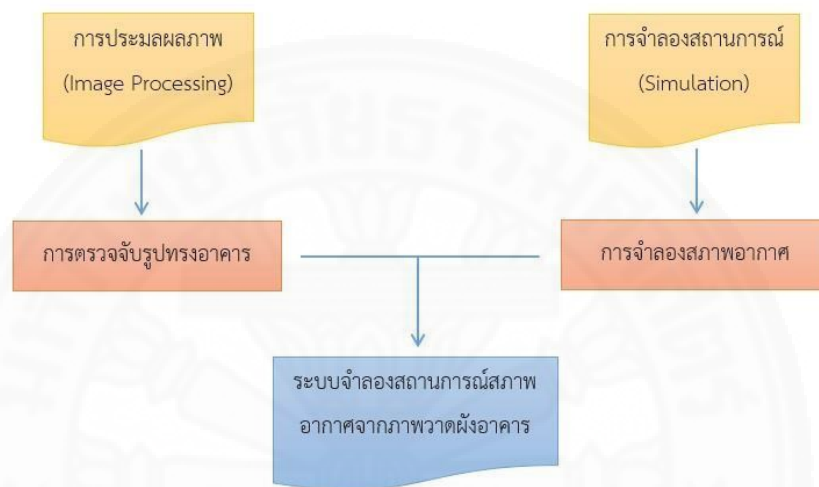 การประมลผลภาพ
(Image Processing)
การจำลองสถานการณ์
(Simulation)
การตรวจจับรูปทรงอาคาร
การจำลองสภาพอากาศ
ระบบจำลองสถานการณ์สภาพ
อากาศจากภาพวาดผังอาคาร